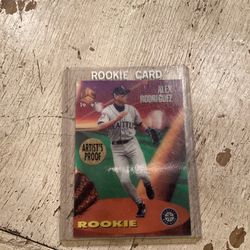 ROOKIE CARD
ALEX
RODRIGUEZ
ARTIST'S
PROOF
ROOKIE